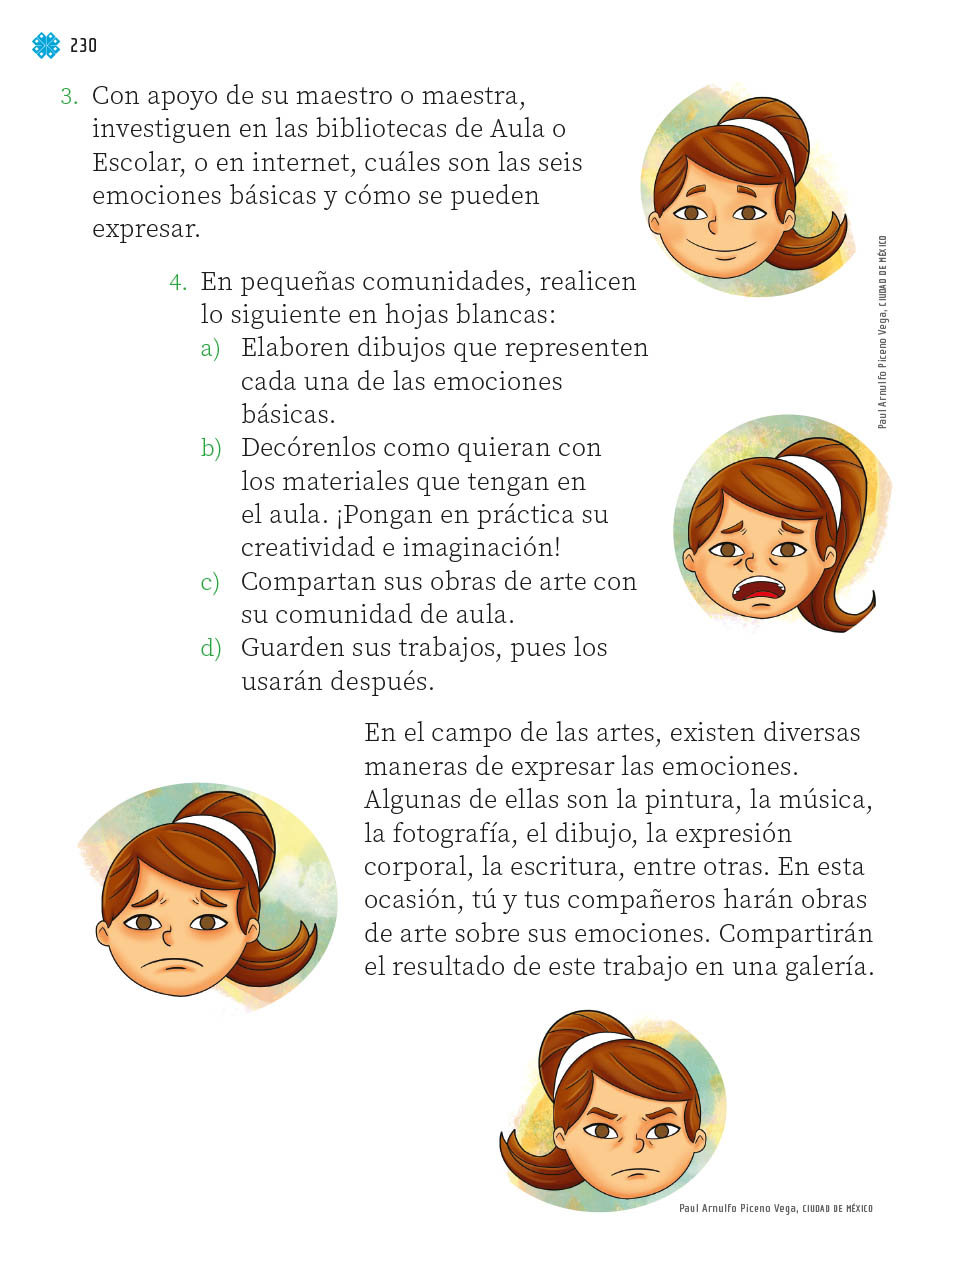 230
3. Con apoyo de su maestro o maestra,
investiguen en las bibliotecas de Aula o
Escolar, o en internet, cuáles son las seis
emociones básicas y cómo se pueden
expresar.
4. En pequeñas comunidades, realicen
lo siguiente en hojas blancas:
a) Elaboren dibujos que representen
cada una de las emociones
básicas.
b) Decórenlos como quieran con
los materiales que tengan en
el aula. ¡Pongan en práctica su
creatividad e imaginación!
c) Compartan sus obras de arte con
su comunidad de aula.
d) Guarden sus trabajos, pues los
usarán después.
Paul Arnulfo Piceno Vega, CIUDAD DE MÉXICO
En el campo de las artes, existen diversas
maneras de expresar las emociones.
Algunas de ellas son la pintura, la música,
la fotografía, el dibujo, la expresión
corporal, la escritura, entre otras. En esta
ocasión, tú y tus compañeros harán obras
de arte sobre sus emociones. Compartirán
el resultado de este trabajo en una galería.
Paul Arnulfo Piceno Vega, CIUDAD DE MÉXICO